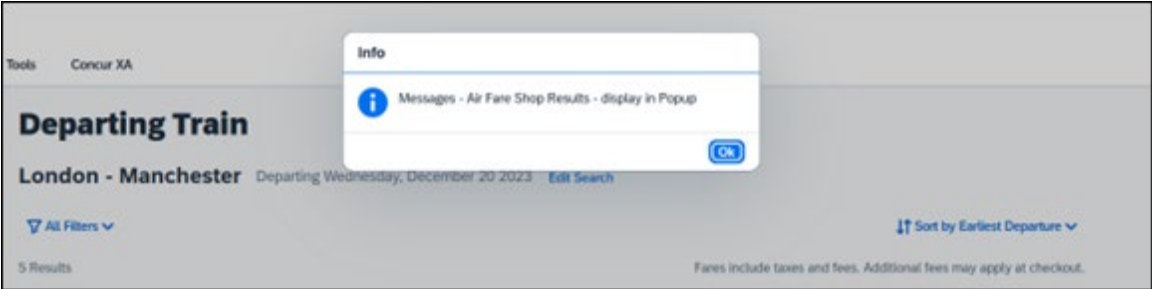 Info
Tools Concur XA
Messages - Air Fare Shop Results - display in Popup
Departing Train
Ok
London - Manchester Departing Wednesday, December 20 2023 Edit Search
All Filters Sort by Earliest Departure
5 Results Fares include taxes and fees. Additional fees may apply at checkout.